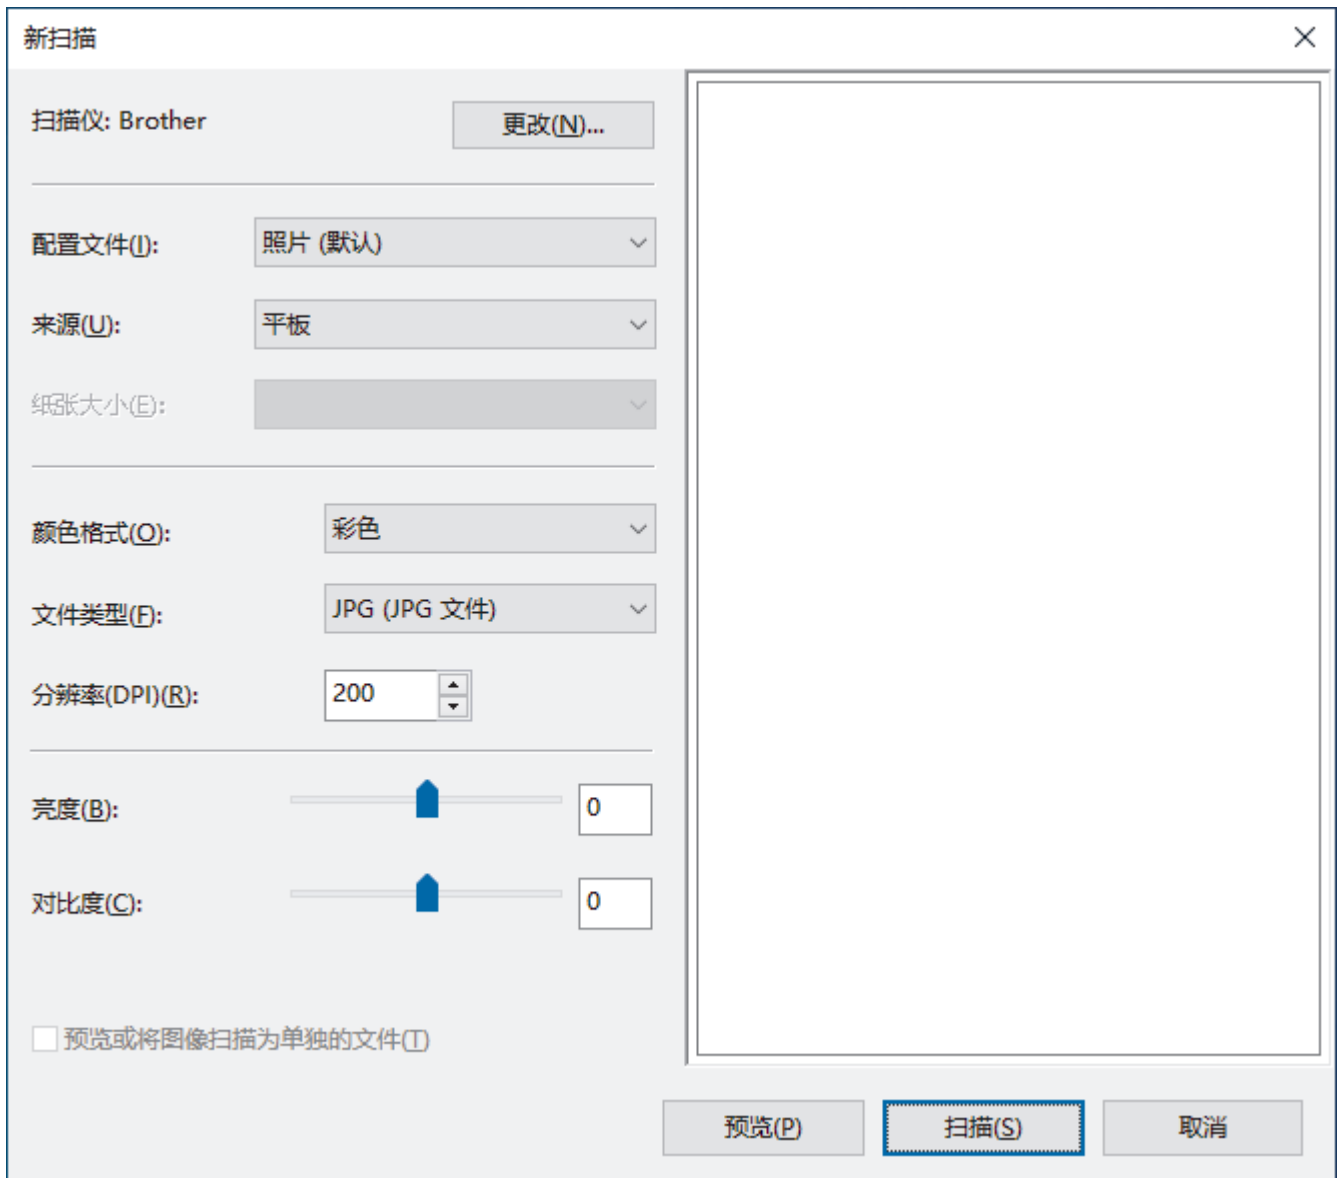 新扫描
扫描仪: Brother
更改(N)...
配置文件(I):
照片 (默认)
来源(U):
平板
纸张大小(E):
颜色格式(O):
彩色
文件类型(F):
JPG (JPG 文件)
分辨率(DPI)(R):
200
亮度(B):
0
对比度(C):
0
预览或将图像扫描为单独的文件(T)
预览(P)
扫描(S)
取消